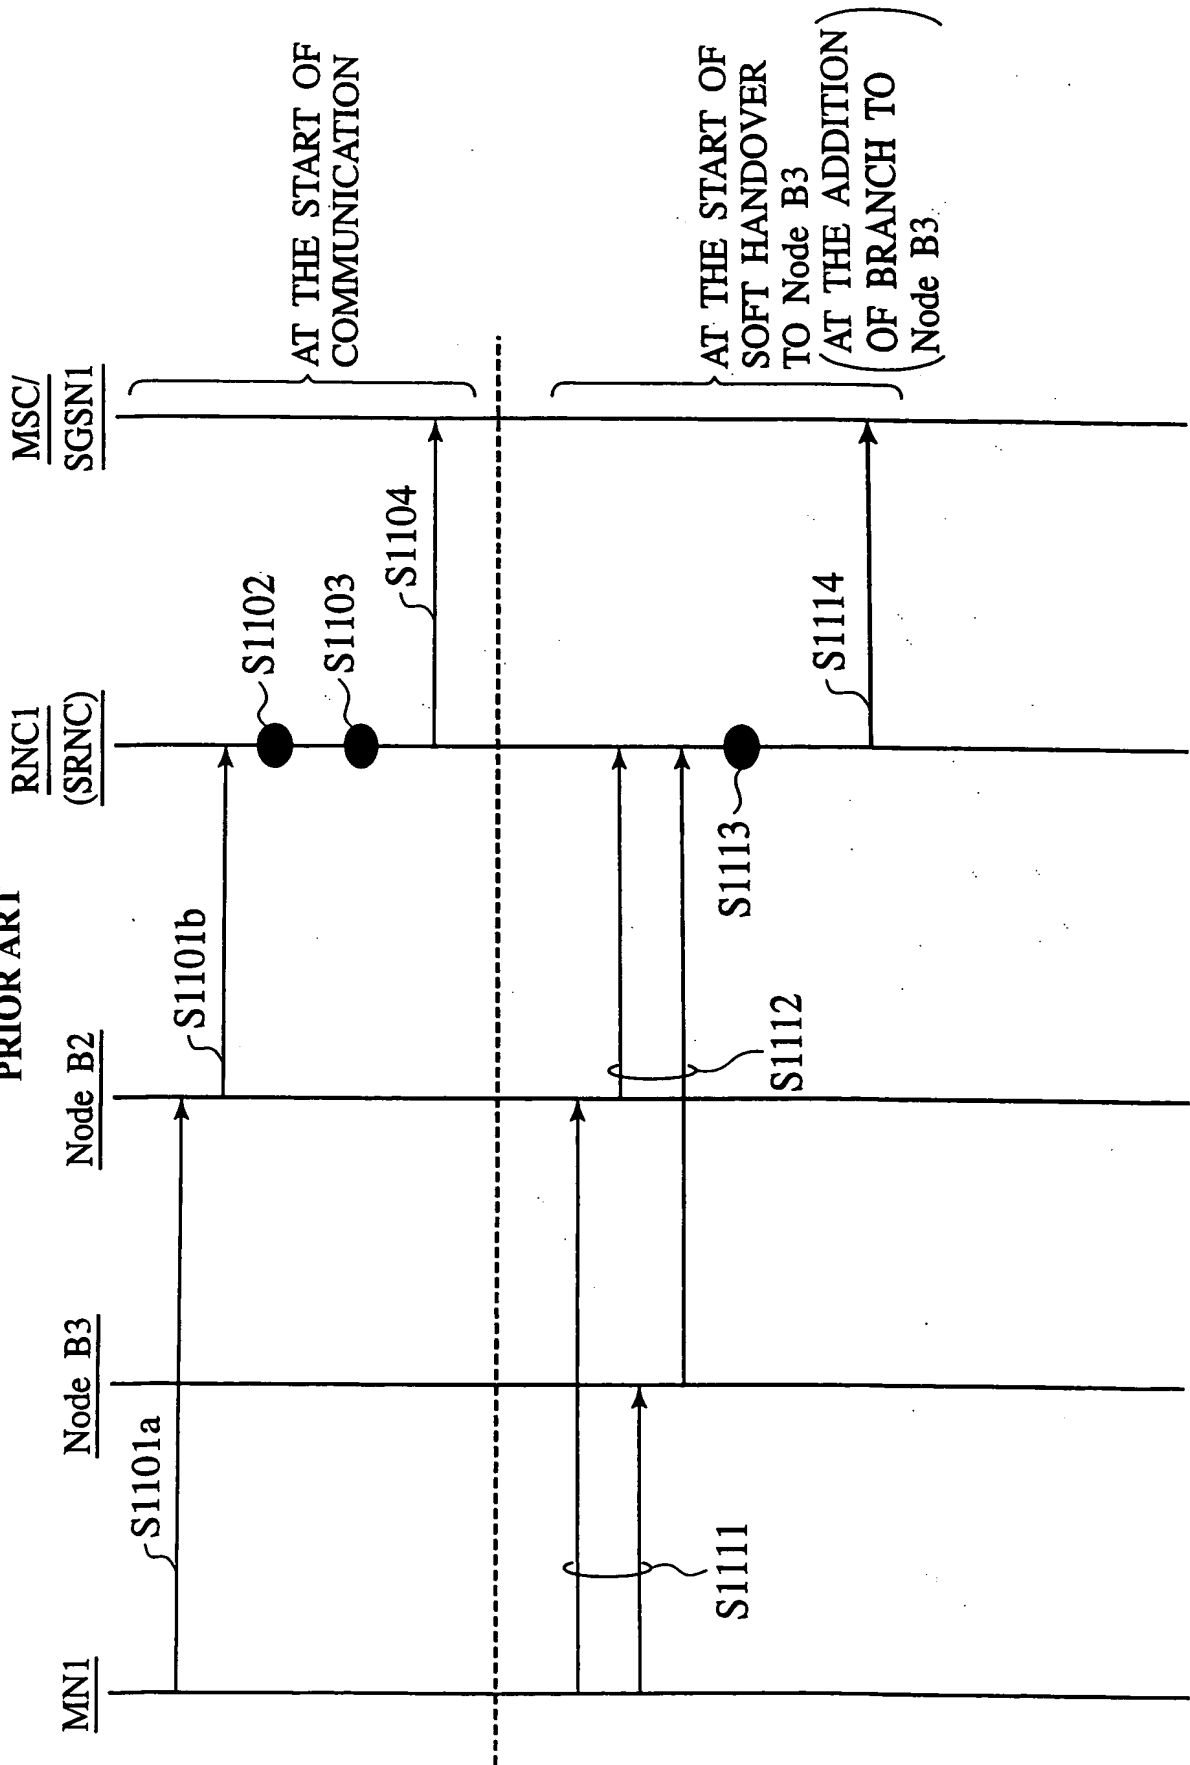 PRIOR ART
MN1
Node B3
Node B2
RNC1
(SRNC)
MSC/
SGSN1
S1101a
S1101b
S1102
S1103
S1104
AT THE START OF
COMMUNICATION
S1111
S1112
S1113
S1114
AT THE START OF
SOFT HANDOVER
TO Node B3
(AT THE ADDITION
OF BRANCH TO
Node B3)